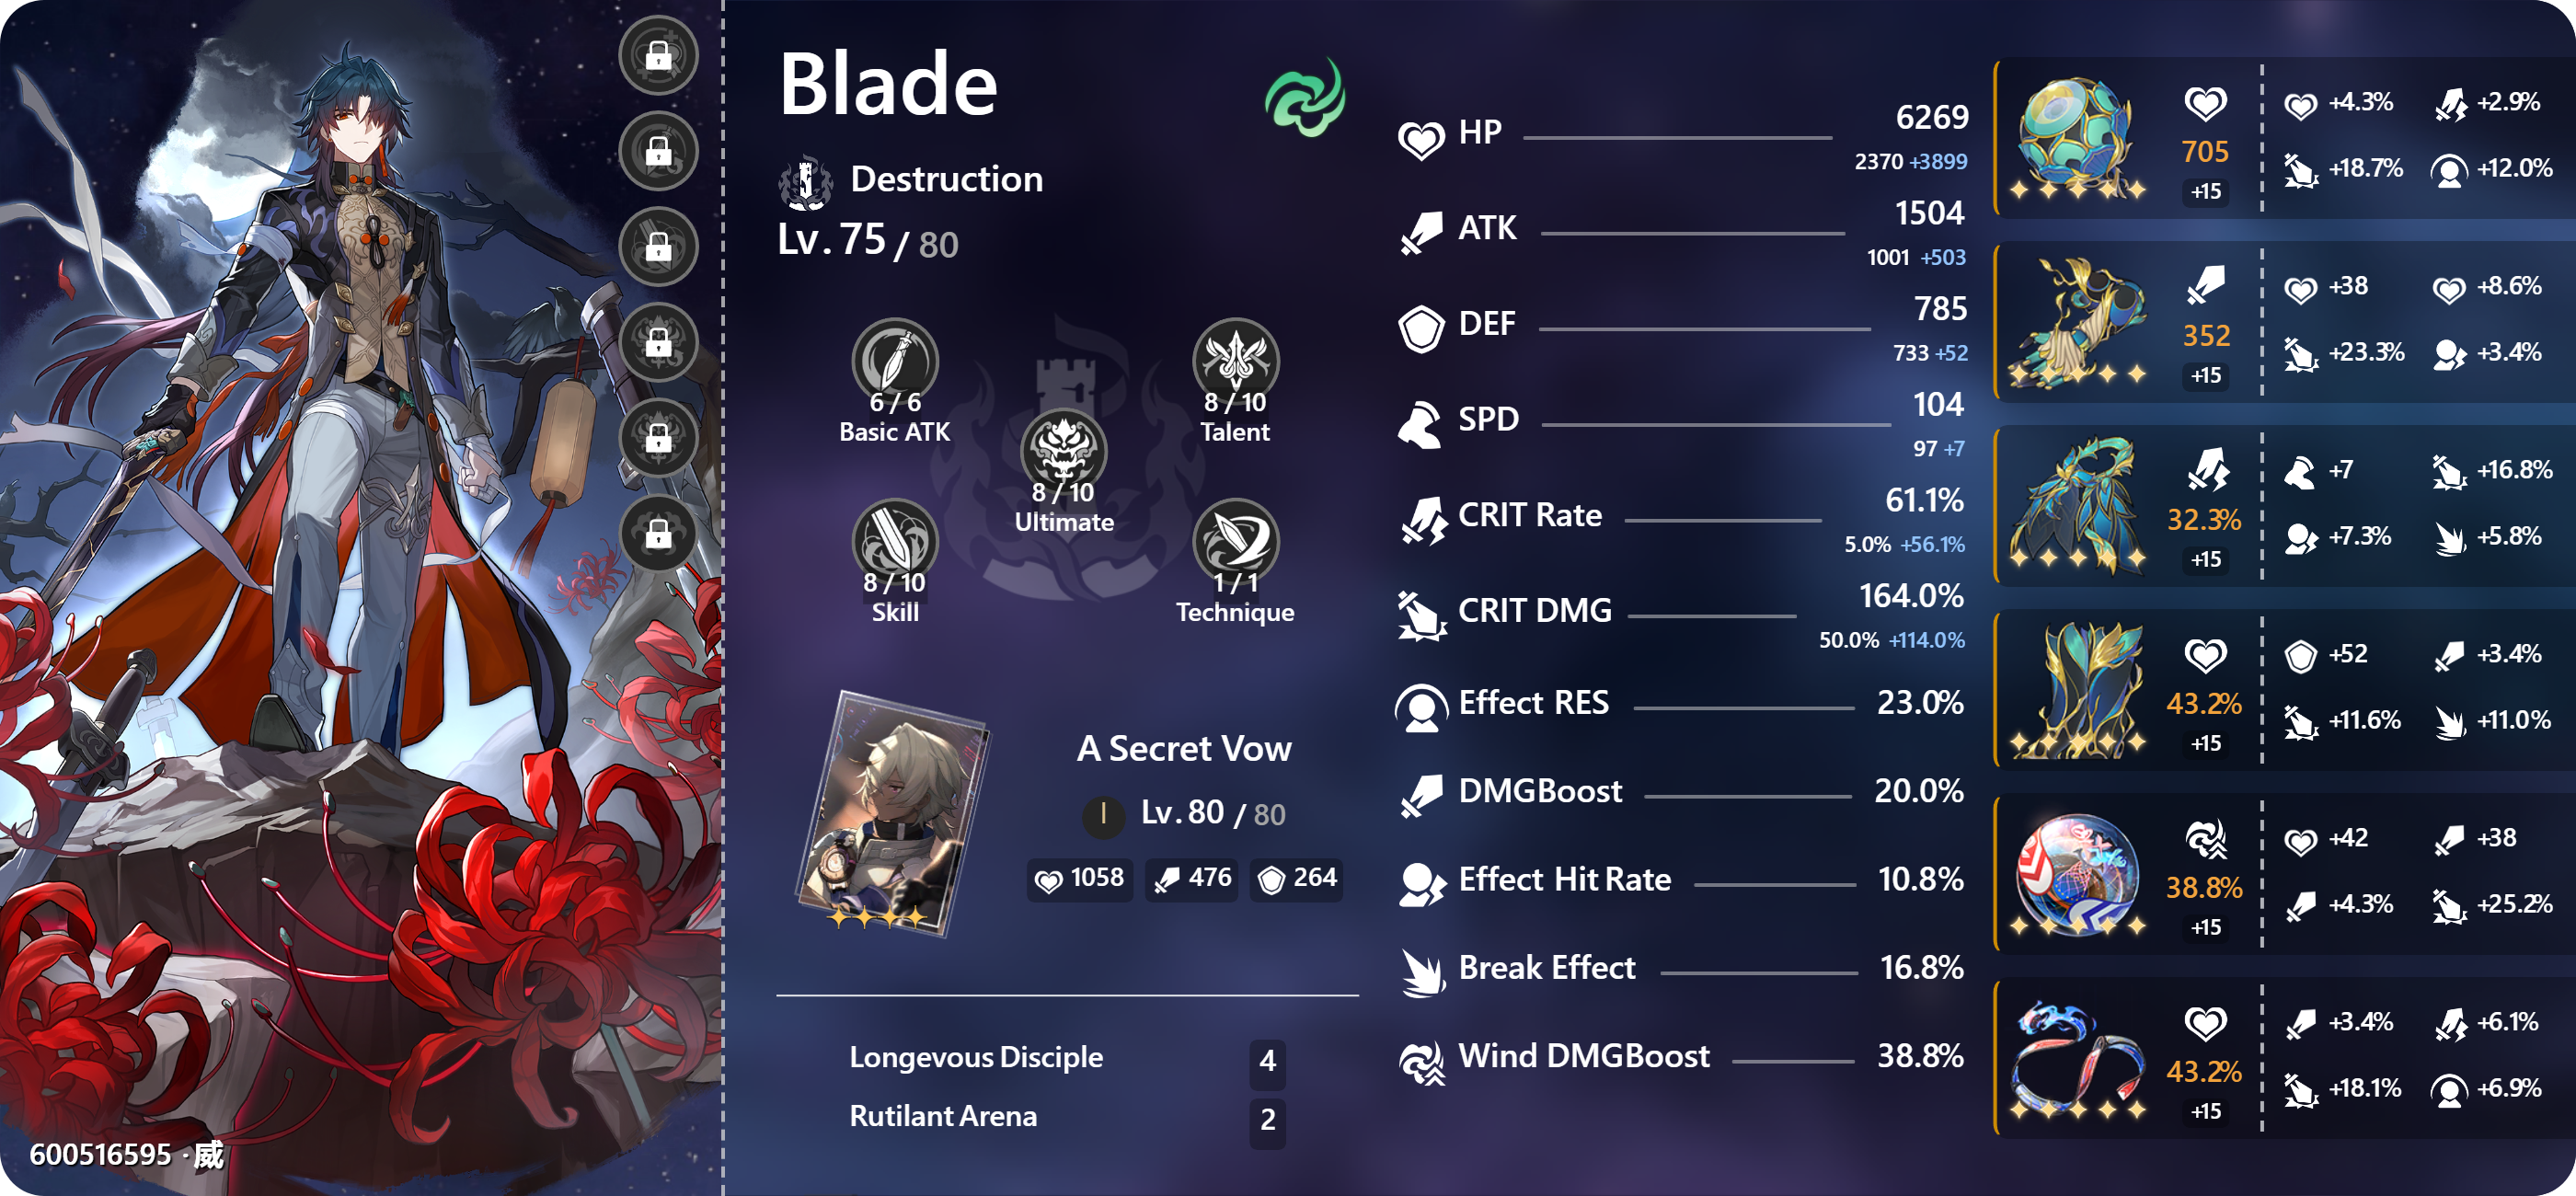 Blade
Destruction
Lv. 75 / 80
6 / 6
Basic ATK
8 / 10
Talent
8 / 10
Ultimate
8 / 10
Skill
1 / 1
Technique
A Secret Vow
I Lv. 80 / 80
1058 476 264
Longevous Disciple 4
Rutilant Arena 2
600516595 · 威
HP 6269
2370 +3899
ATK 1504
1001 +503
DEF 785
733 +52
SPD 104
97 +7
CRIT Rate 61.1%
5.0% +56.1%
CRIT DMG 164.0%
50.0% +114.0%
Effect RES 23.0%
DMGBoost 20.0%
Effect Hit Rate 10.8%
Break Effect 16.8%
Wind DMGBoost 38.8%
705
+15
+4.3% +2.9%
+18.7% +12.0%
352
+15
+38 +8.6%
+23.3% +3.4%
32.3%
+15
+7 +16.8%
+7.3% +5.8%
43.2%
+15
+52 +3.4%
+11.6% +11.0%
38.8%
+15
+42 +38
+4.3% +25.2%
43.2%
+15
+3.4% +6.1%
+18.1% +6.9%